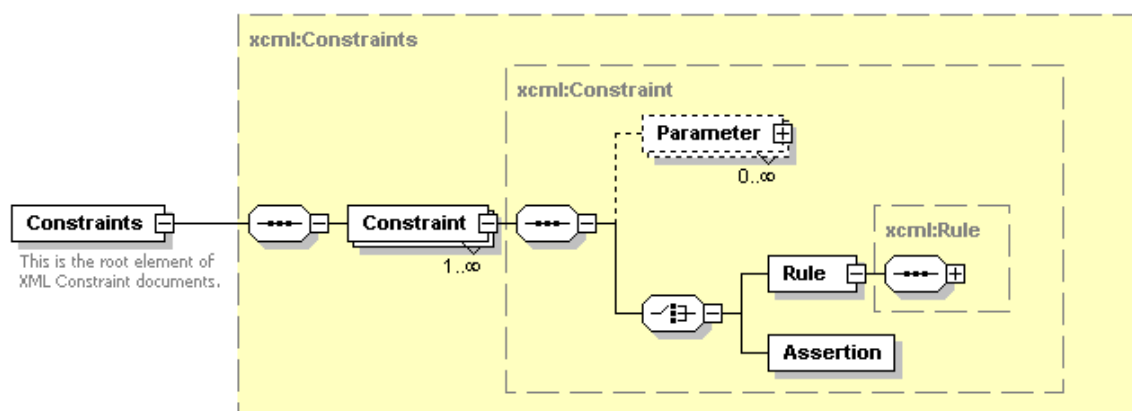 xcml:Constraints
xcml:Constraint
Parameter
0..∞
Constraints
This is the root element of
XML Constraint documents.
Constraint
1..∞
xcml:Rule
Rule
Assertion